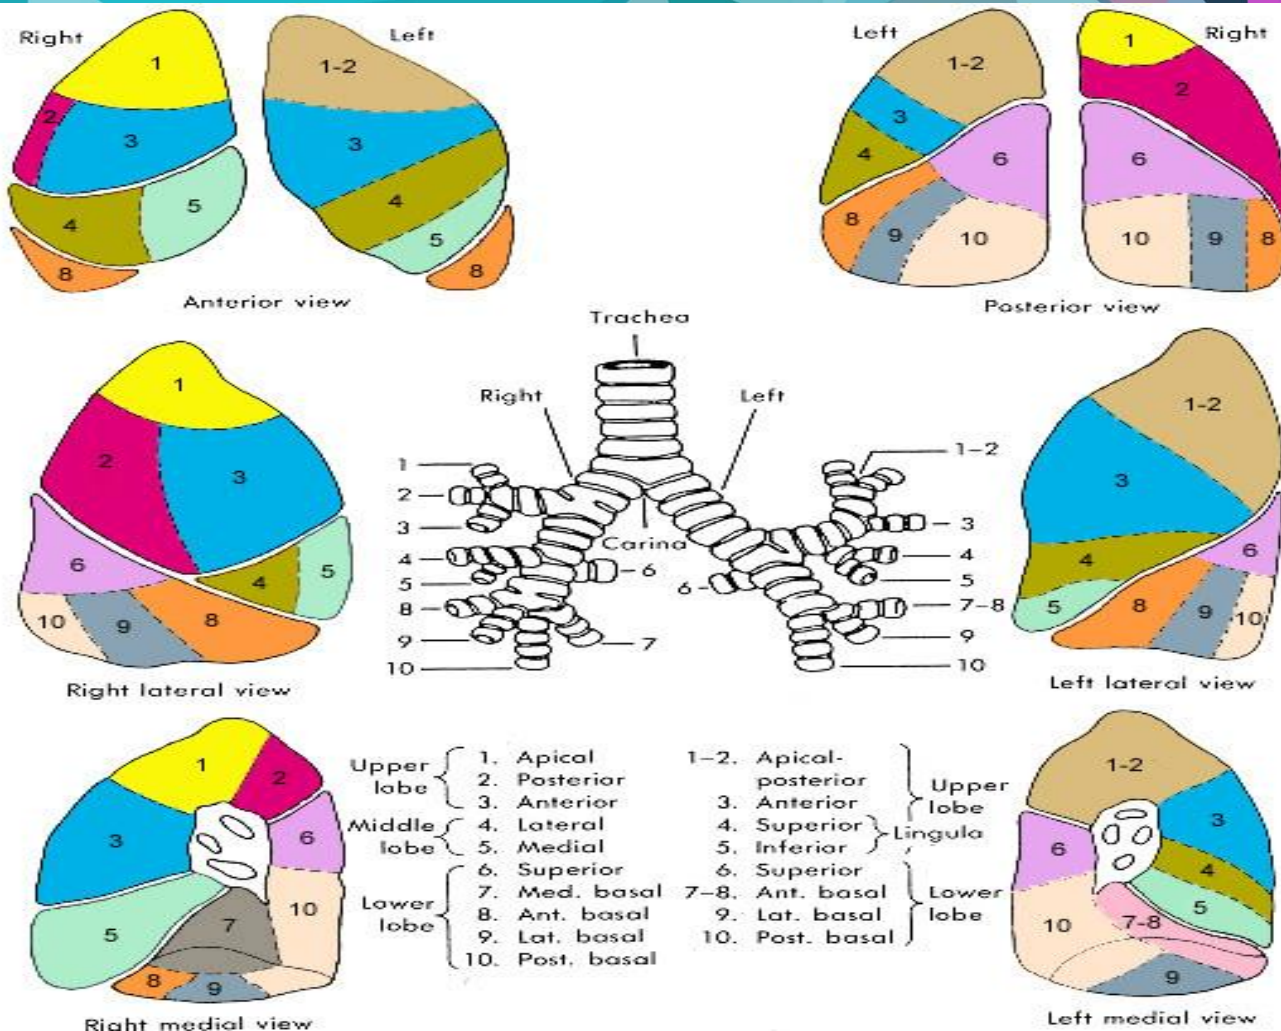 Right
Left
1
1-2
2
3
3
4
5
4
5
8
8
Anterior view
Left
Right
1-2
1
2
3
4
6
6
8
9
10
10
9
8
Posterior view
1
2
3
6
4
5
10
9
8
Right lateral view
Trachea
Right
Left
1
2
3
4
5
8
9
10
Carina
6
7
6
1-2
3
4
5
7-8
9
10
1-2
3
4
6
5
8
9
10
Left lateral view
1
2
3
6
7
10
5
8
9
Right medial view
Upper lobe
1. Apical
2. Posterior
3. Anterior
Middle lobe
4. Lateral
5. Medial
Lower lobe
6. Superior
7. Med. basal
8. Ant. basal
9. Lat. basal
10. Post. basal
1-2. Apical-
posterior
3. Anterior
4. Superior
5. Inferior
Lingula
Upper lobe
6. Superior
7-8. Ant. basal
9. Lat. basal
10. Post. basal
Lower lobe
1-2
3
6
4
5
7-8
10
9
Left medial view